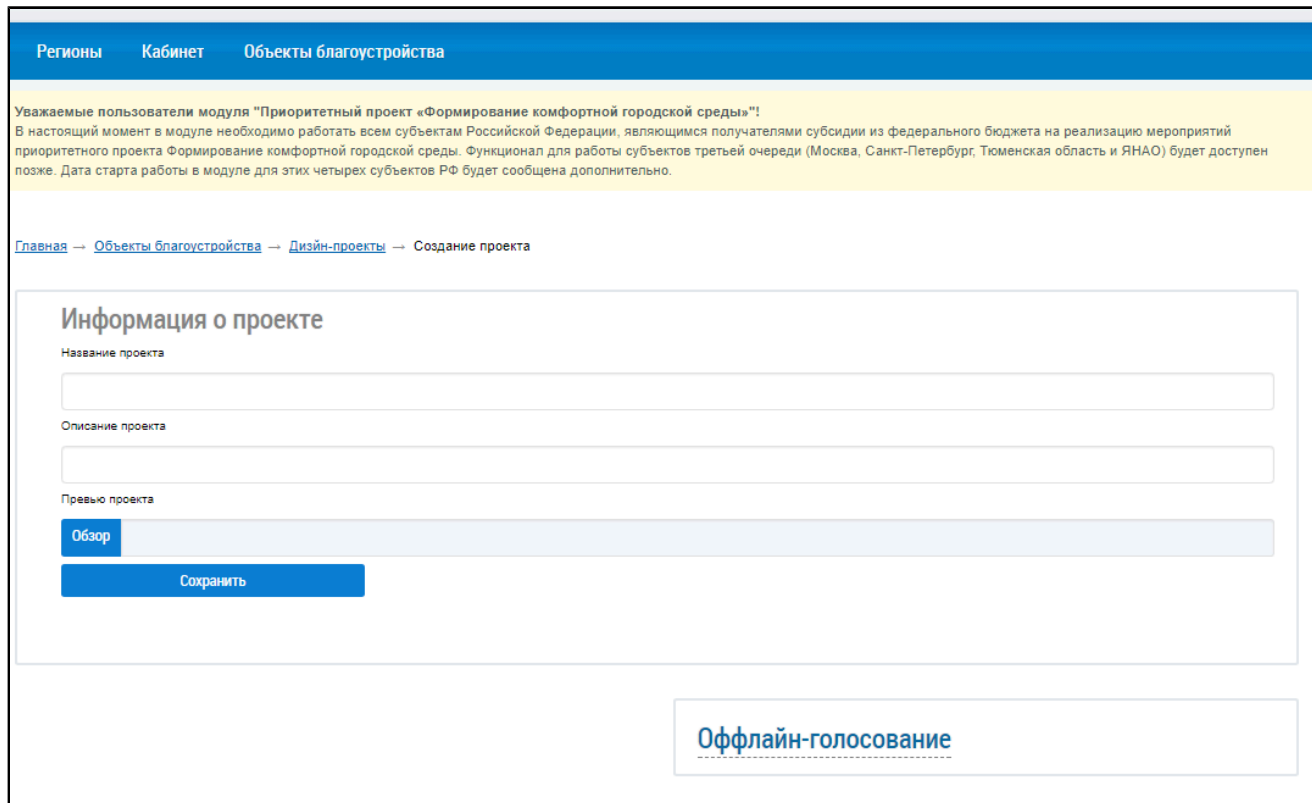 Регионы Кабинет Объекты благоустройства
Уважаемые пользователи модуля "Приоритетный проект «Формирование комфортной городской среды»"!
В настоящий момент в модуле необходимо работать всем субъектам Российской Федерации, являющимся получателями субсидии из федерального бюджета на реализацию мероприятий
приоритетного проекта Формирование комфортной городской среды. Функционал для работы субъектов третьей очереди (Москва, Санкт-Петербург, Тюменская область и ЯНАО) будет доступен
позже. Дата старта работы в модуле для этих четырех субъектов РФ будет сообщена дополнительно.
Главная → Объекты благоустройства → Дизйн-проекты → Создание проекта
Информация о проекте
Название проекта
Описание проекта
Превью проекта
Обзор
Сохранить
Оффлайн-голосование